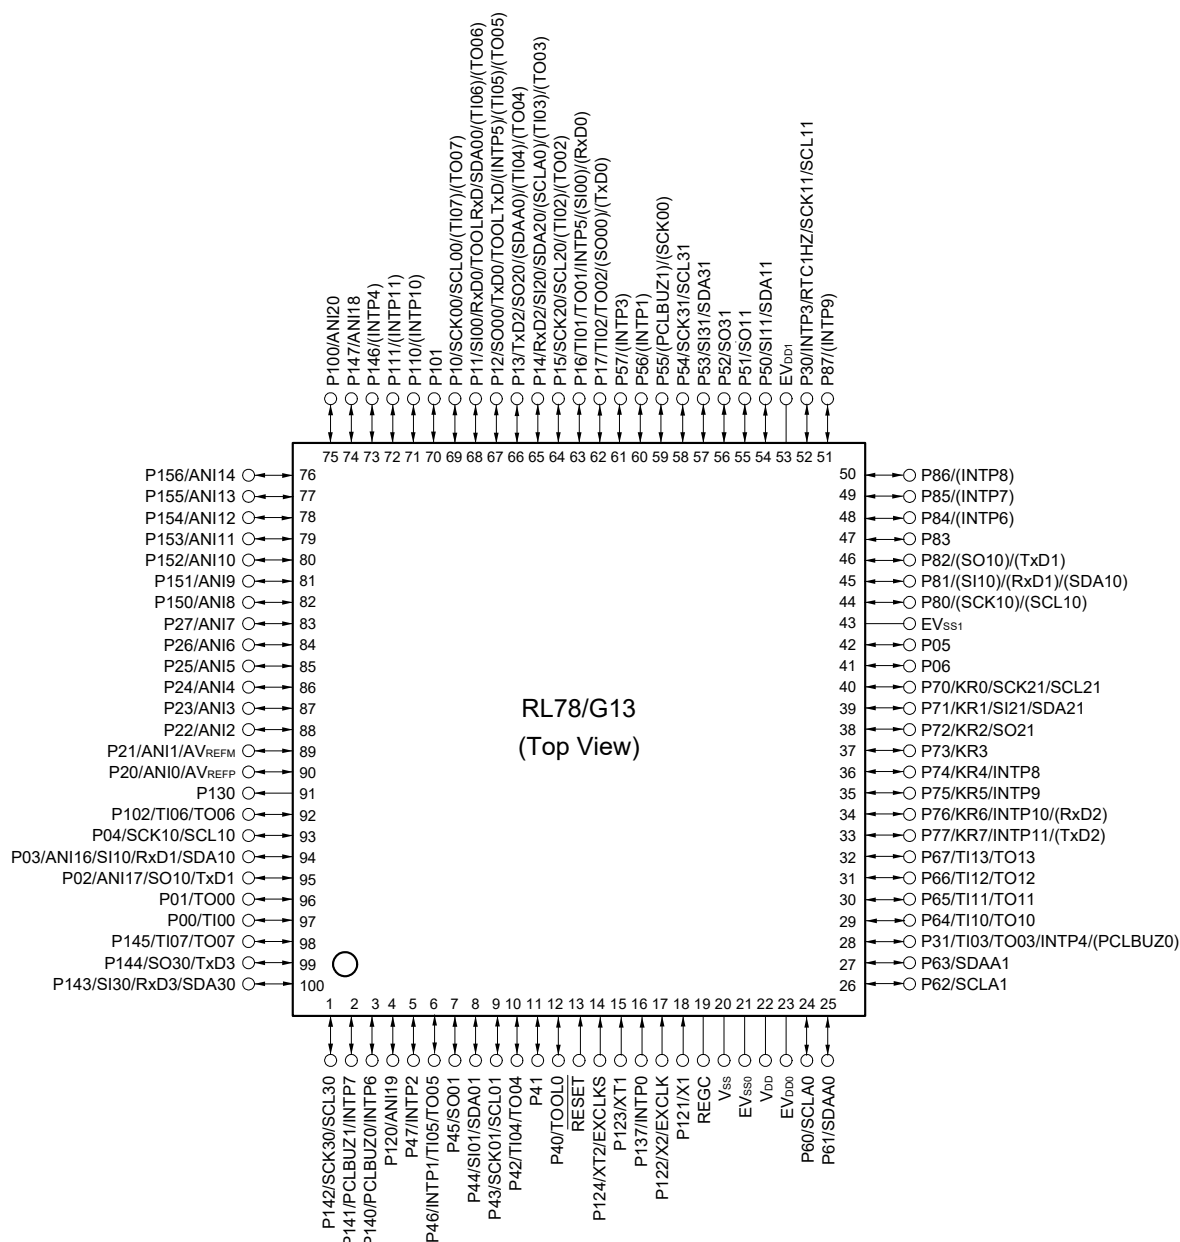 P100/ANI20
P147/ANI18
P146/(INTP4)
P111/(INTP11)
P110/(INTP10)
P101
P10/SCK00/SCL00/(TI07)/(TO07)
P11/SI00/RxD0/TOOLRxD/SDA00/(TI06)/(TO06)
P12/SO00/TxD0/TOOLTxD/(INTP5)/(TI05)/(TO05)
P13/TxD2/SO20/(SDAA0)/(TI04)/(TO04)
P14/RxD2/SI20/SDA20/(SCLA0)/(TI03)/(TO03)
P15/SCK20/SCL20/(TI02)/(TO02)
P16/TI01/TO01/INTP5/(SI00)/(RxD0)
P17/TI02/TO02/(SO00)/(TxD0)
P57/(INTP3)
P56/(INTP1)
P55/(PCLBUZ1)/(SCK00)
P54/SCK31/SCL31
P53/SI31/SDA31
P52/SO31
P51/SO11
P50/SI11/SDA11
EVDD1
P30/INTP3/RTC1HZ/SCK11/SCL11
P87/(INTP9)
75 74 73 72 71 70 69 68 67 66 65 64 63 62 61 60 59 58 57 56 55 54 53 52 51
P156/ANI14 76
P155/ANI13 77
P154/ANI12 78
P153/ANI11 79
P152/ANI10 80
P151/ANI9 81
P150/ANI8 82
P27/ANI7 83
P26/ANI6 84
P25/ANI5 85
P24/ANI4 86
P23/ANI3 87
P22/ANI2 88
P21/ANI1/AVREFM 89
P20/ANI0/AVREFP 90
P130 91
P102/TI06/TO06 92
P04/SCK10/SCL10 93
P03/ANI16/SI10/RxD1/SDA10 94
P02/ANI17/SO10/TxD1 95
P01/TO00 96
P00/TI00 97
P145/TI07/TO07 98
P144/SO30/TxD3 99
P143/SI30/RxD3/SDA30 100
RL78/G13
(Top View)
50 P86/(INTP8)
49 P85/(INTP7)
48 P84/(INTP6)
47 P83
46 P82/(SO10)/(TxD1)
45 P81/(SI10)/(RxD1)/(SDA10)
44 P80/(SCK10)/(SCL10)
43 EVSS1
42 P05
41 P06
40 P70/KR0/SCK21/SCL21
39 P71/KR1/SI21/SDA21
38 P72/KR2/SO21
37 P73/KR3
36 P74/KR4/INTP8
35 P75/KR5/INTP9
34 P76/KR6/INTP10/(RxD2)
33 P77/KR7/INTP11/(TxD2)
32 P67/TI13/TO13
31 P66/TI12/TO12
30 P65/TI11/TO11
29 P64/TI10/TO10
28 P31/TI03/TO03/INTP4/(PCLBUZ0)
27 P63/SDAA1
26 P62/SCLA1
1 2 3 4 5 6 7 8 9 10 11 12 13 14 15 16 17 18 19 20 21 22 23 24 25
P142/SCK30/SCL30
P141/PCLBUZ1/INTP7
P140/PCLBUZ0/INTP6
P120/ANI19
P47/INTP2
P46/INTP1/TI05/TO05
P45/SO01
P44/SI01/SDA01
P43/SCK01/SCL01
P42/TI04/TO04
P41
P40/TOOL0
RESET
P124/XT2/EXCLKS
P123/XT1
P137/INTP0
P122/X2/EXCLK
P121/X1
REGC
VSS
EVSS0
VDD
EVDD0
P60/SCLA0
P61/SDAA0